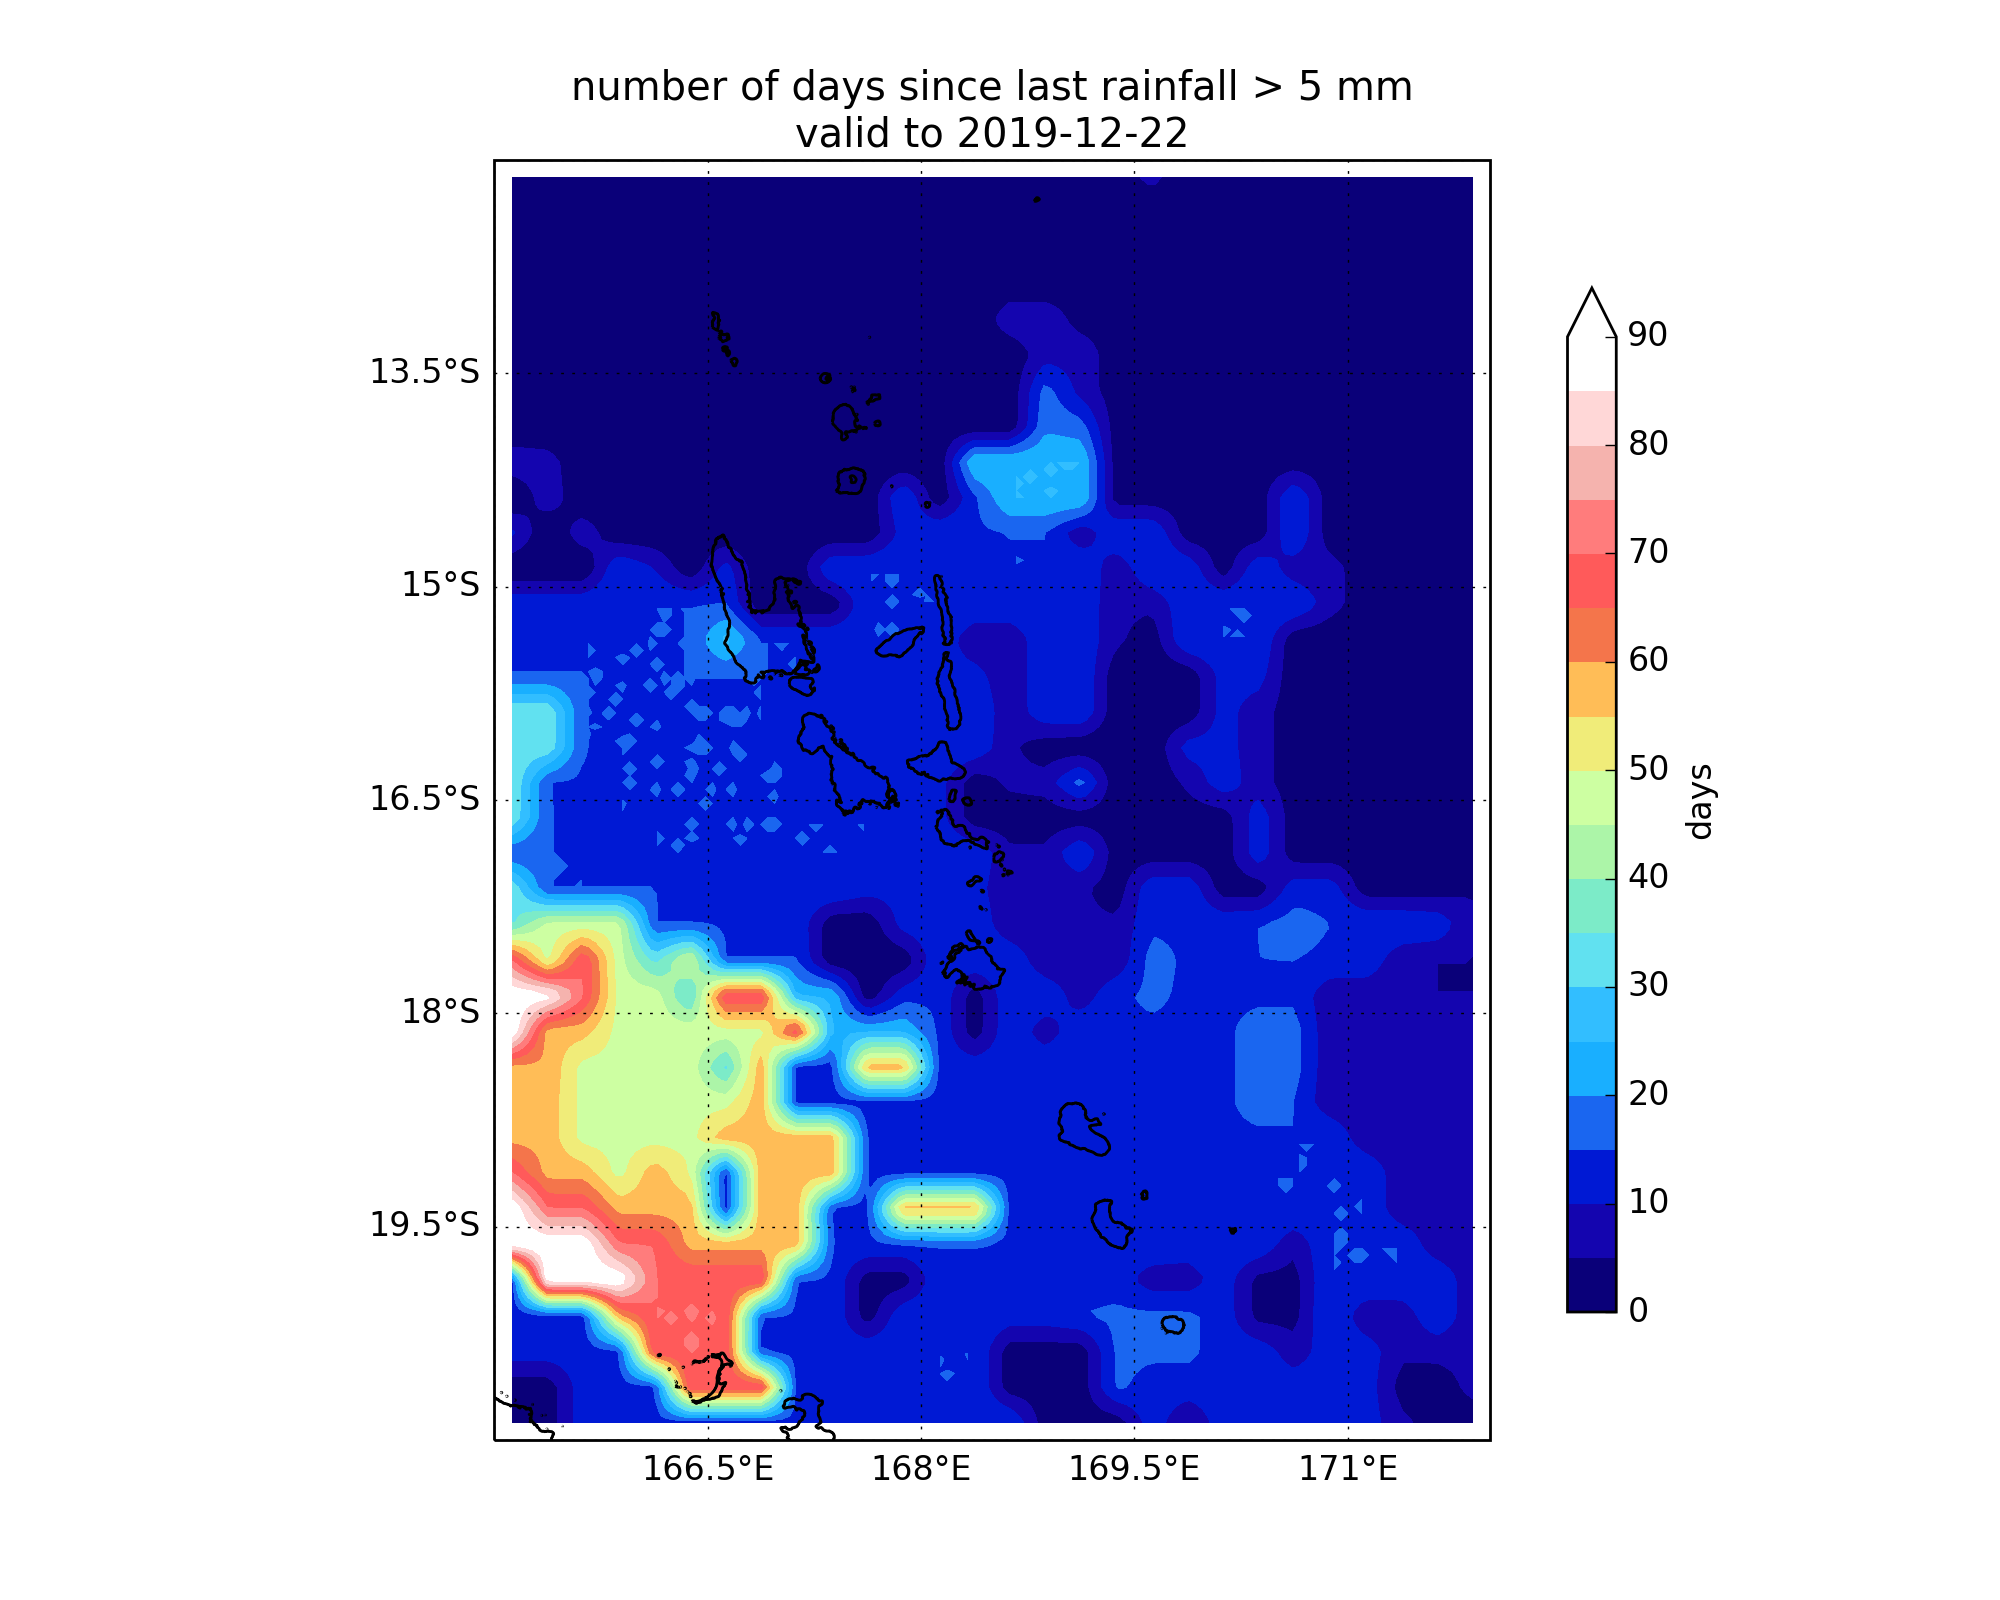 number of days since last rainfall > 5 mm
valid to 2019-12-22
13.5°S
15°S
16.5°S
18°S
19.5°S
166.5°E
168°E
169.5°E
171°E
90
80
70
60
50
40
30
20
10
0
days